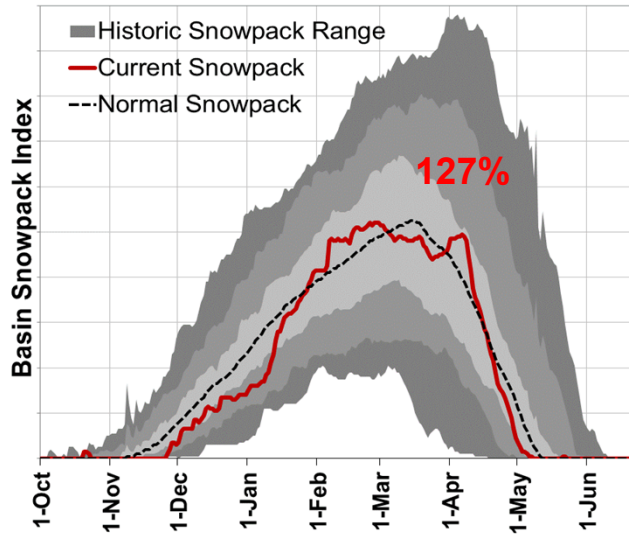 Historic Snowpack Range
Current Snowpack
Normal Snowpack
127%
Basin Snowpack Index
1-Oct
1-Nov
1-Dec
1-Jan
1-Feb
1-Mar
1-Apr
1-May
1-Jun